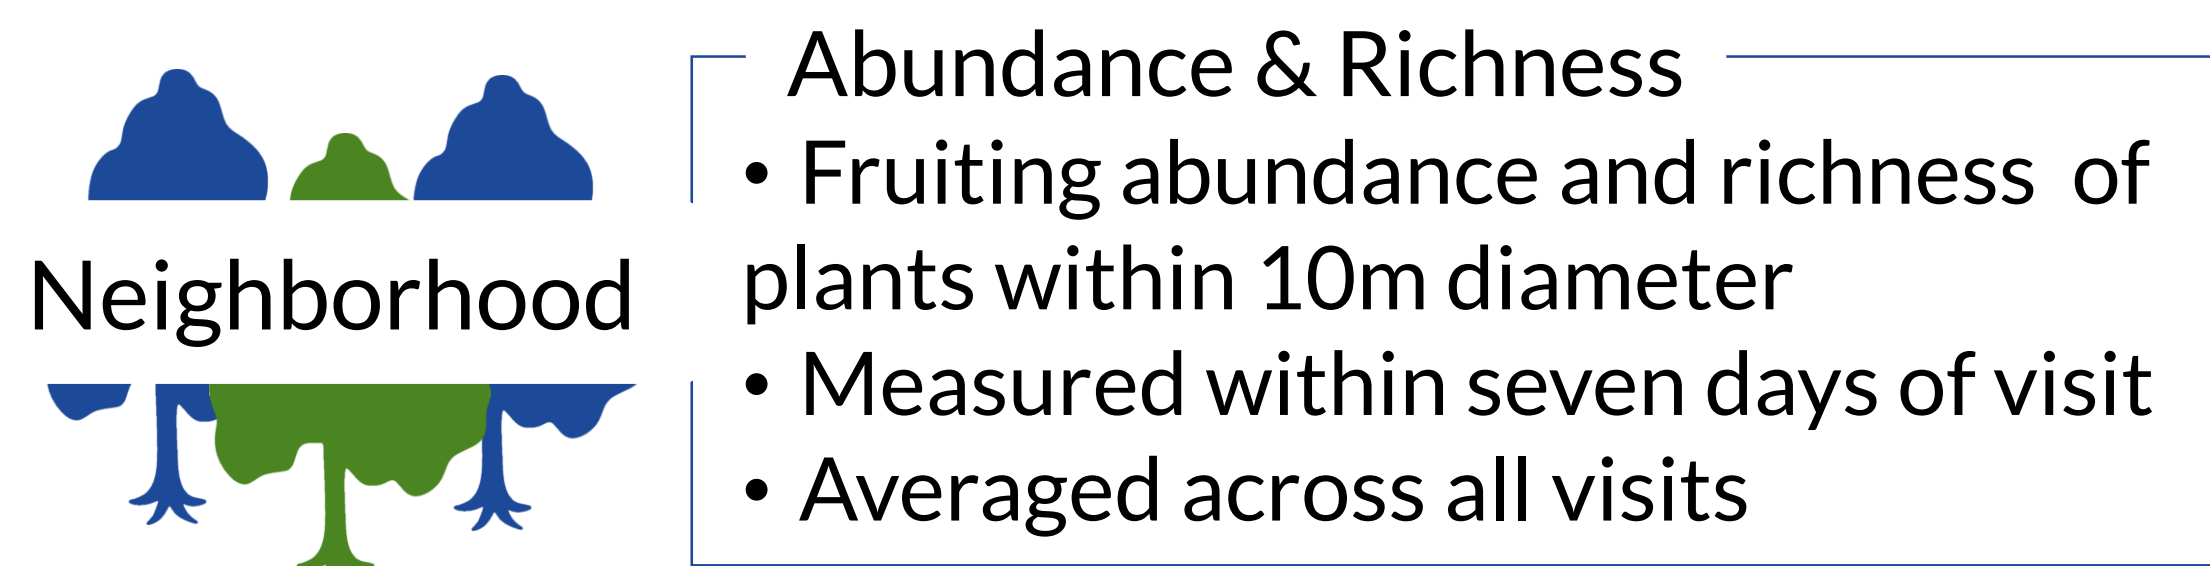 Neighborhood
Abundance & Richness
• Fruiting abundance and richness of
plants within 10m diameter
• Measured within seven days of visit
• Averaged across all visits